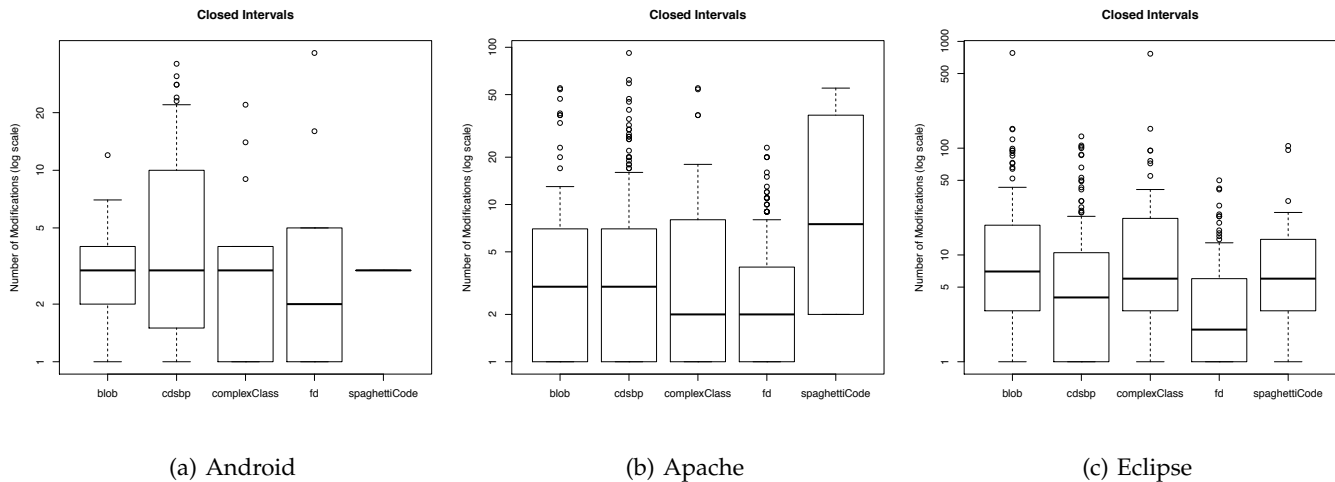 Closed Intervals
Number of Modifications (log scale)
20
10
5
2
1
blob cdsbp complexClass fd spaghettiCode
(a) Android
Closed Intervals
Number of Modifications (log scale)
100
50
20
10
5
2
1
blob cdsbp complexClass fd spaghettiCode
(b) Apache
Closed Intervals
Number of Modifications (log scale)
1000
500
100
50
10
5
1
blob cdsbp complexClass fd spaghettiCode
(c) Eclipse